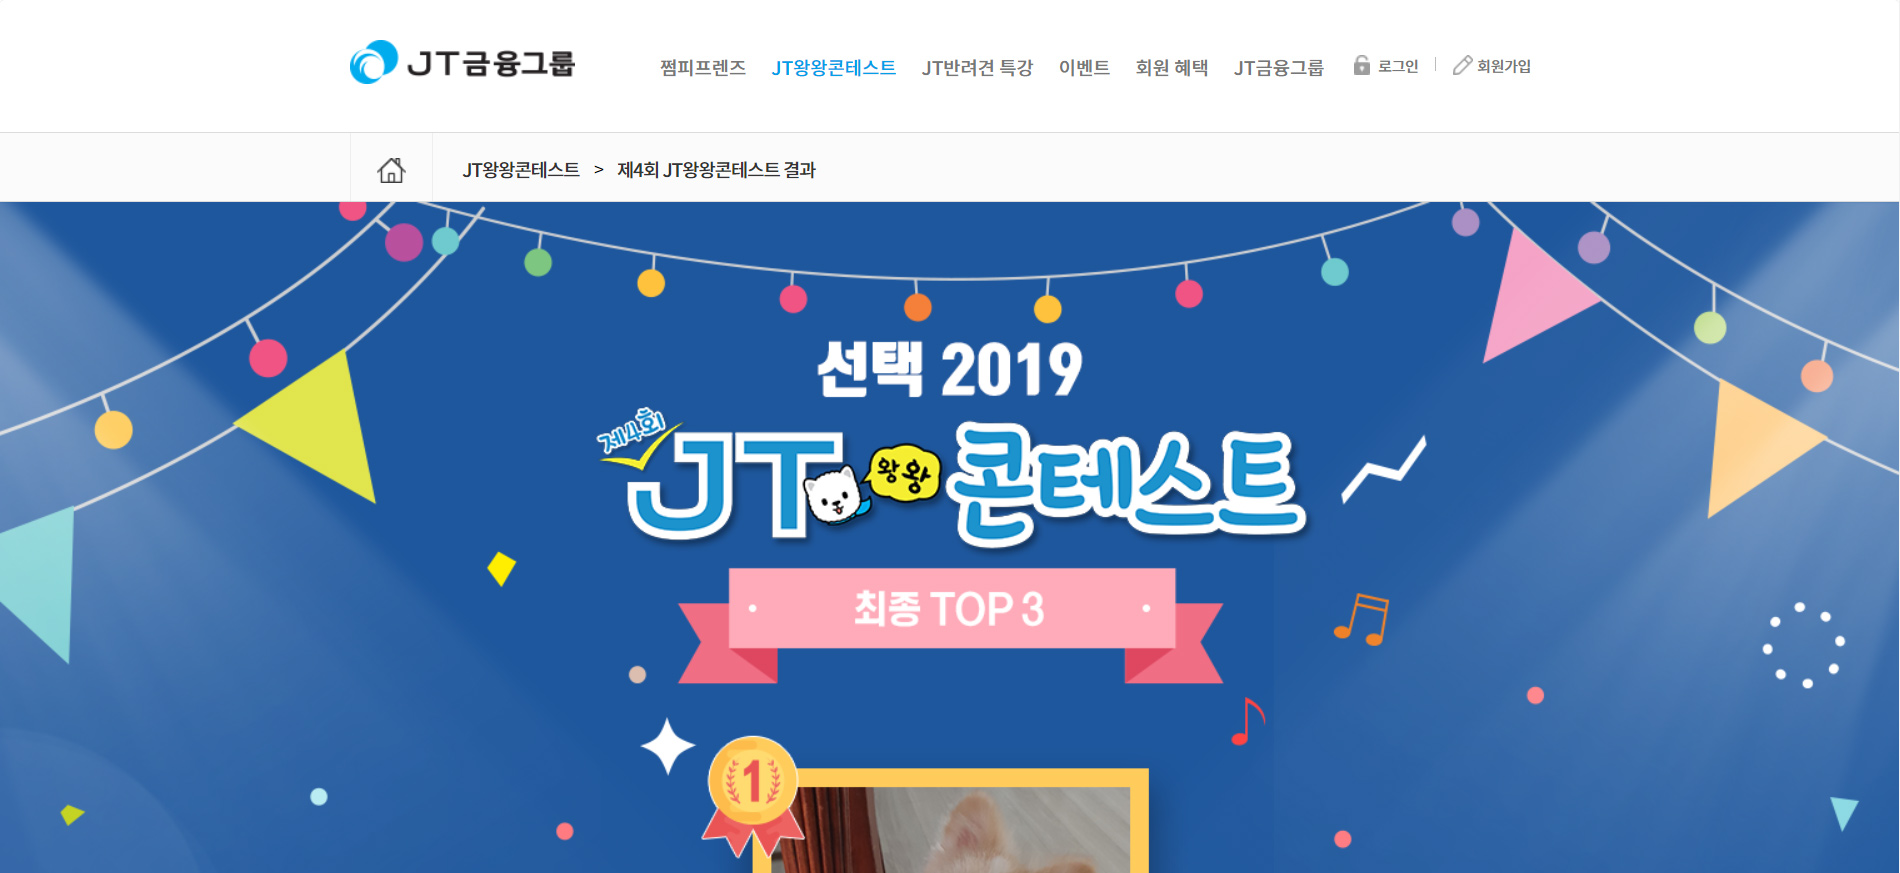 JT금융그룹
쩜피프렌즈 JT왕왕콘테스트 JT반려견 특강 이벤트 회원 혜택 JT금융그룹 로그인 회원가입
JT왕왕콘테스트 > 제4회 JT왕왕콘테스트 결과
선택 2019
제4회
JT 왕왕 콘테스트
최종 TOP 3
1